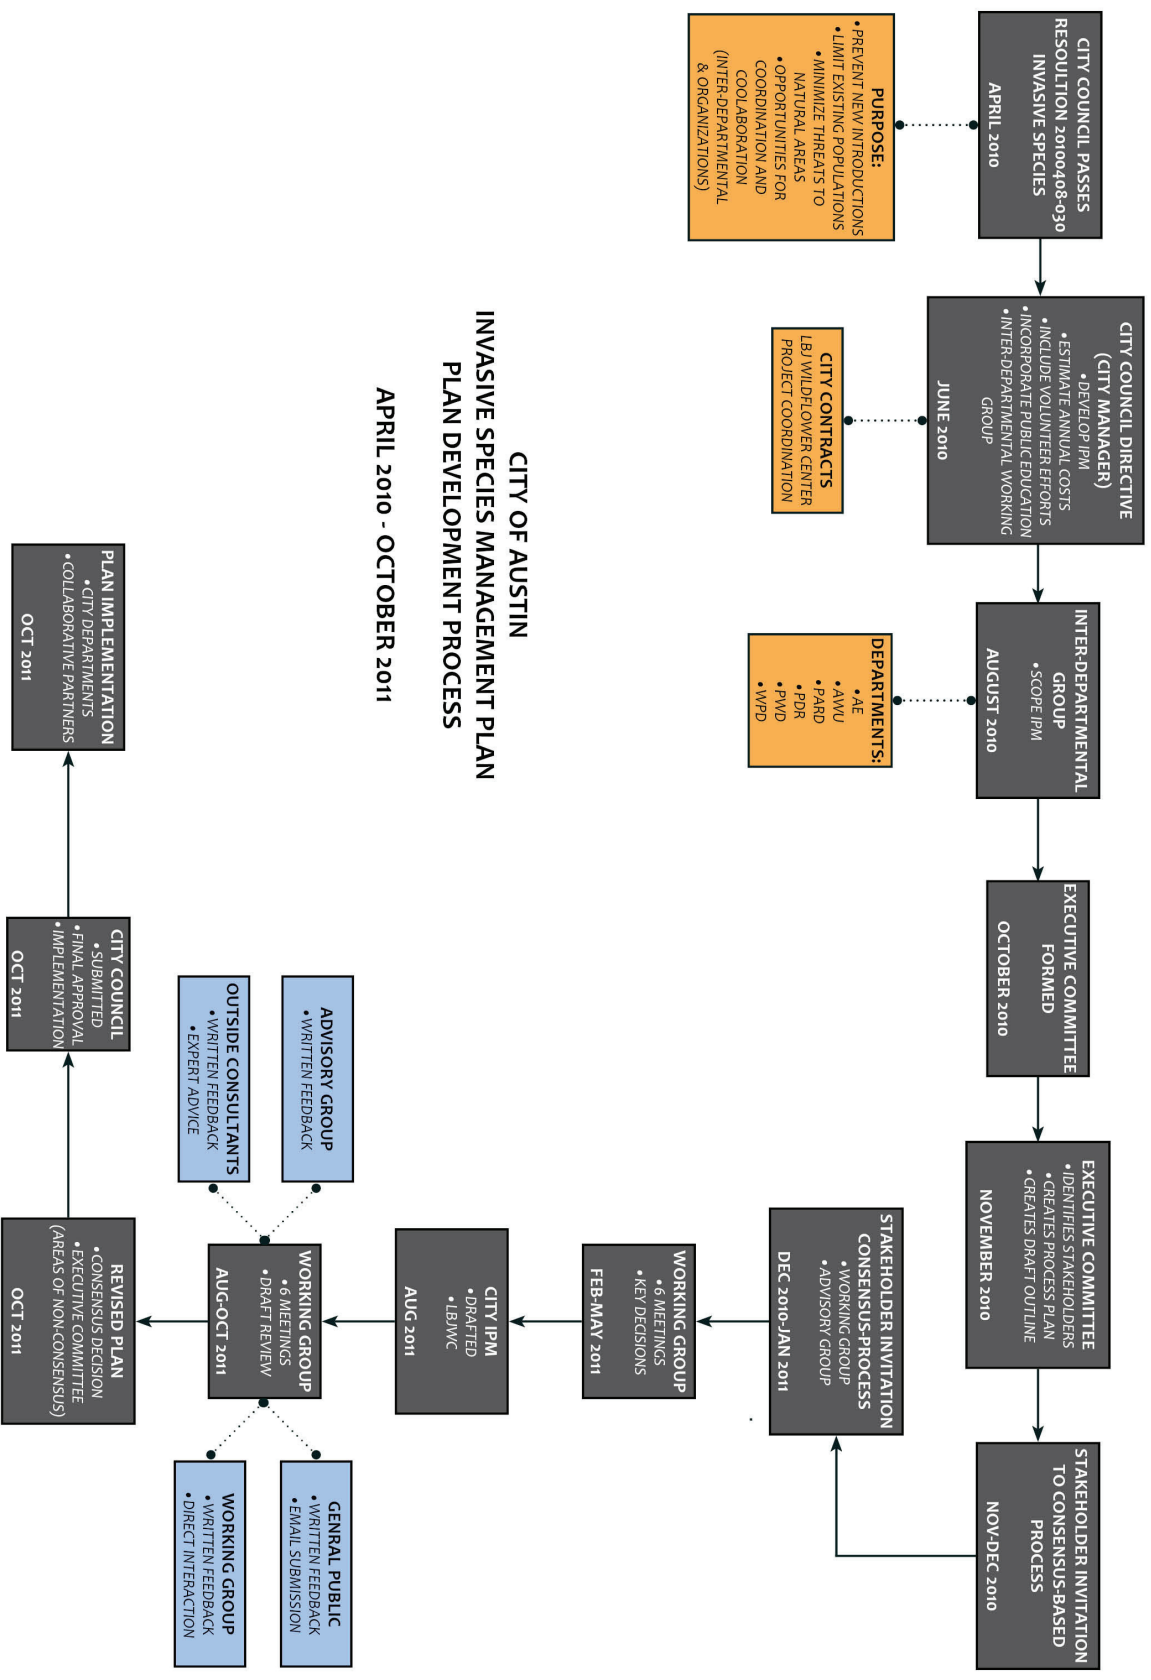 CITY COUNCIL PASSES
RESOULTION 20100408-030
INVASIVE SPECIES
APRIL 2010
PURPOSE:
• PREVENT NEW INTRODUCTIONS
• LIMIT EXISTING POPULATIONS
• MINIMIZE THREATS TO
NATURAL AREAS
• OPPORTUNITIES FOR
COORDINATION AND
COOLABORATION
(INTER-DEPARTMENTAL
& ORGANIZATIONS)
CITY COUNCIL DIRECTIVE
(CITY MANAGER)
• DEVELOP IPM
• ESTIMATE ANNUAL COSTS
• INCLUDE VOLUNTEER EFFORTS
• INCORPORATE PUBLIC EDUCATION
• INTER-DEPARTMENTAL WORKING
GROUP
JUNE 2010
CITY CONTRACTS
LBJ WILDFLOWER CENTER
PROJECT COORDINATION
INTER-DEPARTMENTAL
GROUP
• SCOPE IPM
AUGUST 2010
DEPARTMENTS:
• AE
• AWU
• PARD
• PDR
• PWD
• WPD
EXECUTIVE COMMITTEE
FORMED
OCTOBER 2010
EXECUTIVE COMMITTEE
• IDENTIFIES STAKEHOLDERS
• CREATES PROCESS PLAN
• CREATES DRAFT OUTLINE
NOVEMBER 2010
STAKEHOLDER INVITATION
TO CONSENSUS-BASED
PROCESS
NOV-DEC 2010
STAKEHOLDER INVITATION
CONSENSUS-PROCESS
• WORKING GROUP
• ADVISORY GROUP
DEC 2010-JAN 2011
WORKING GROUP
• 6 MEETINGS
• KEY DECISIONS
FEB-MAY 2011
CITY OF AUSTIN
INVASIVE SPECIES MANAGEMENT PLAN
PLAN DEVELOPMENT PROCESS
APRIL 2010 - OCTOBER 2011
CITY IPM
• DRAFTED
• LBJWC
AUG 2011
ADVISORY GROUP
• WRITTEN FEEDBACK
OUTSIDE CONSULTANTS
• WRITTEN FEEDBACK
• EXPERT ADVICE
WORKING GROUP
• 6 MEETINGS
• DRAFT REVIEW
AUG-OCT 2011
GENRAL PUBLIC
• WRITTEN FEEDBACK
• EMAIL SUBMISSION
WORKING GROUP
• WRITTEN FEEDBACK
• DIRECT INTERACTION
REVISED PLAN
• CONSENSUS DECISION
• EXECUTIVE COMMITTEE
(AREAS OF NON-CONSENSUS)
OCT 2011
CITY COUNCIL
• SUBMITTED
• FINAL APPROVAL
• IMPLEMENTATION
OCT 2011
PLAN IMPLEMENTATION
• CITY DEPARTMENTS
• COLLABORATIVE PARTNERS
OCT 2011